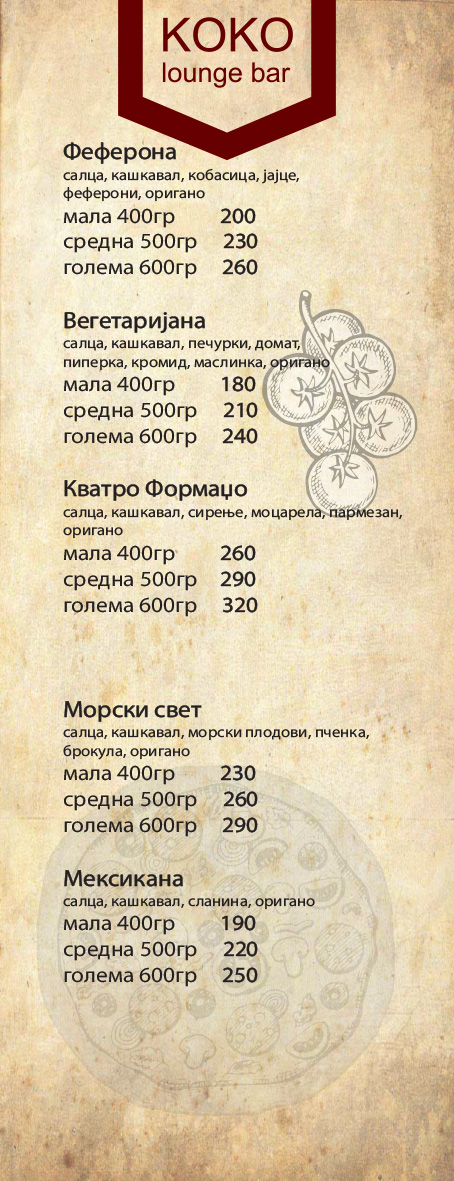 KOKO
lounge bar
Феферона
салца, кашкавал, кобасица, јајце,
феферони, оригано
мала 400гр 200
средна 500гр 230
голема 600гр 260
Вегетаријана
салца, кашкавал, печурки, домат,
пиперка, кромид, маслинка, оригано
мала 400гр 180
средна 500гр 210
голема 600гр 240
Кватро Формаџо
салца, кашкавал, сирење, моцарела, пармезан,
оригано
мала 400гр 260
средна 500гр 290
голема 600гр 320
Морски свет
салца, кашкавал, морски плодови, пченка,
брокула, оригано
мала 400гр 230
средна 500гр 260
голема 600гр 290
Мексикана
салца, кашкавал, сланина, оригано
мала 400гр 190
средна 500гр 220
голема 600гр 250